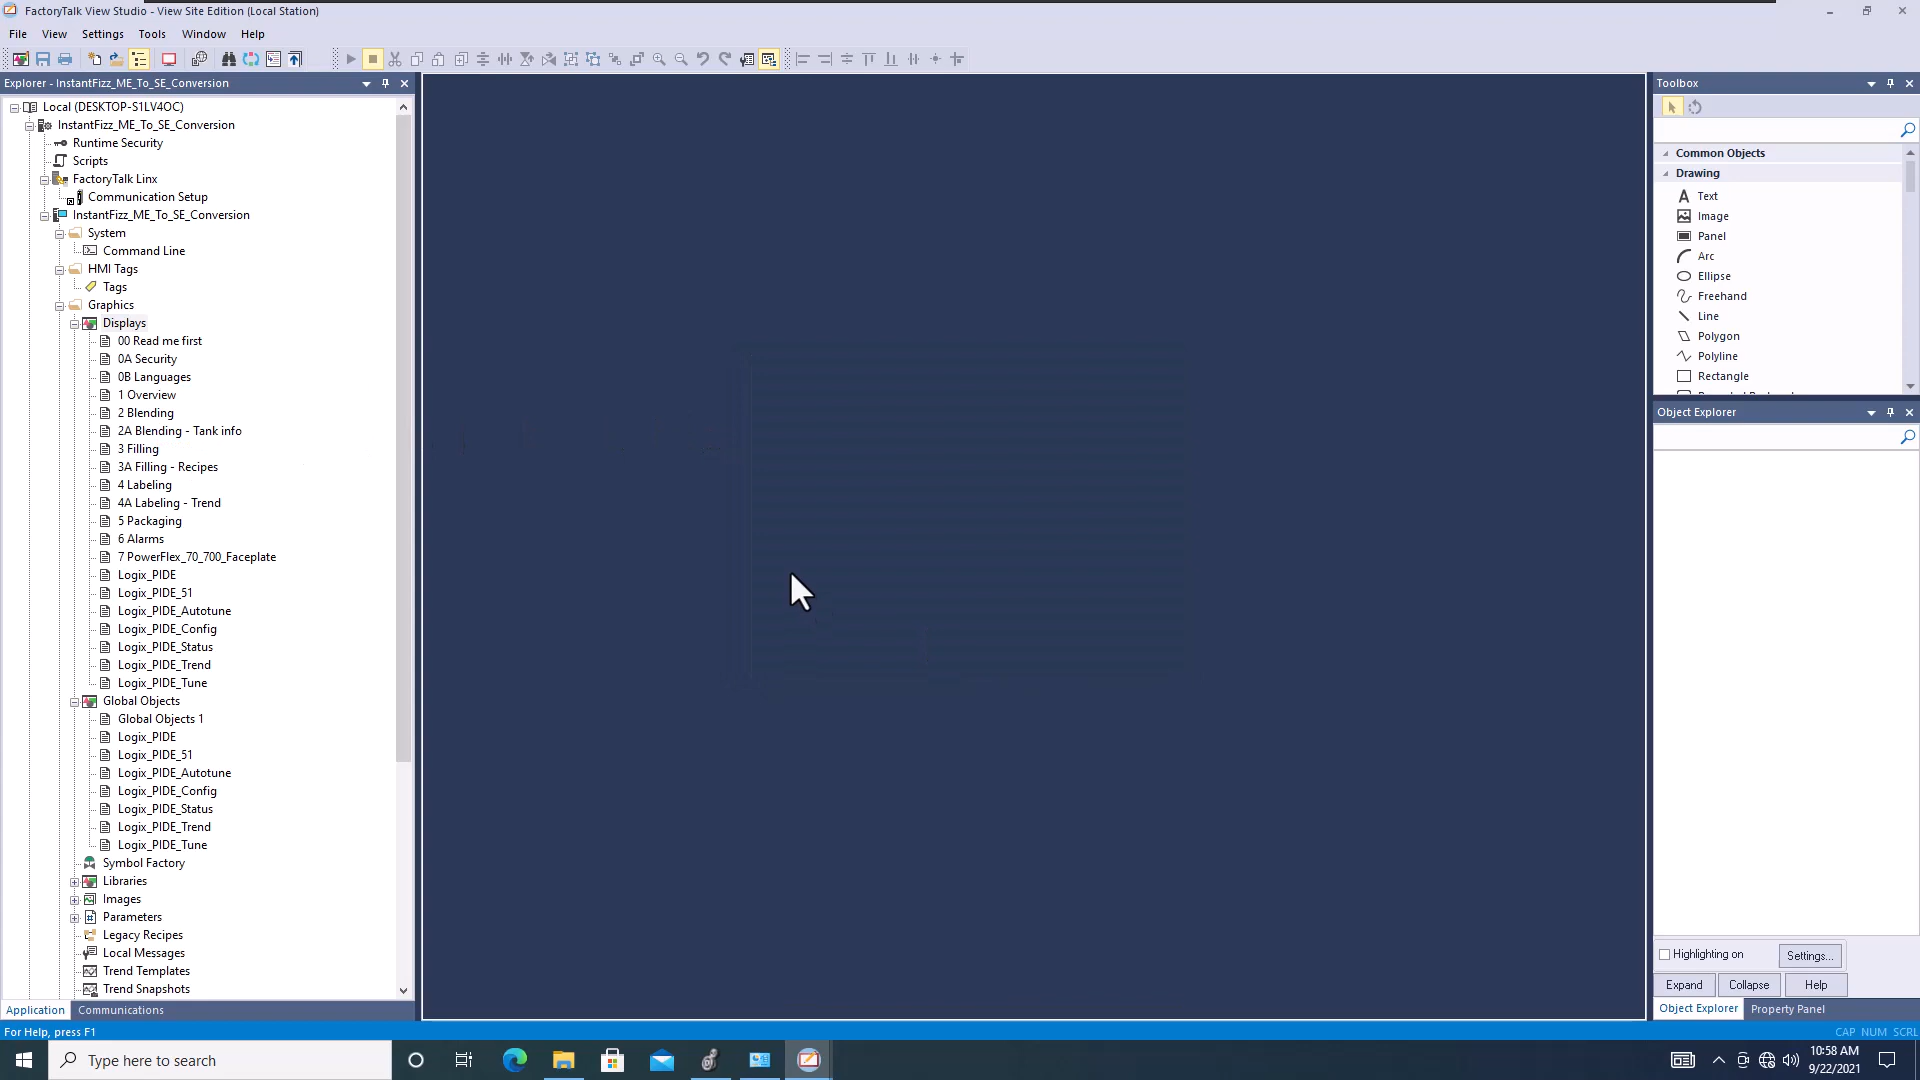 FactoryTalk View Studio - View Site Edition (Local Station)
File View Settings Tools Window Help
Explorer - InstantFizz_ME_To_SE_Conversion
Local (DESKTOP-S1LV4OC)
InstantFizz_ME_To_SE_Conversion
Runtime Security
Scripts
FactoryTalk Linx
Communication Setup
InstantFizz_ME_To_SE_Conversion
System
Command Line
HMI Tags
Tags
Graphics
Displays
00 Read me first
0A Security
0B Languages
1 Overview
2 Blending
2A Blending - Tank info
3 Filling
3A Filling - Recipes
4 Labeling
4A Labeling - Trend
5 Packaging
6 Alarms
7 PowerFlex_70_700_Faceplate
Logix_PIDE
Logix_PIDE_51
Logix_PIDE_Autotune
Logix_PIDE_Config
Logix_PIDE_Status
Logix_PIDE_Trend
Logix_PIDE_Tune
Global Objects
Global Objects 1
Logix_PIDE
Logix_PIDE_51
Logix_PIDE_Autotune
Logix_PIDE_Config
Logix_PIDE_Status
Logix_PIDE_Trend
Logix_PIDE_Tune
Symbol Factory
Libraries
Images
Parameters
Legacy Recipes
Local Messages
Trend Templates
Trend Snapshots
Application Communications
Toolbox
Common Objects
Drawing
Text
Image
Panel
Arc
Ellipse
Freehand
Line
Polygon
Polyline
Rectangle
Object Explorer
Highlighting on Settings...
Expand Collapse Help
Object Explorer Property Panel
For Help, press F1
CAP NUM SCRL
Type here to search
10:58 AM
9/22/2021